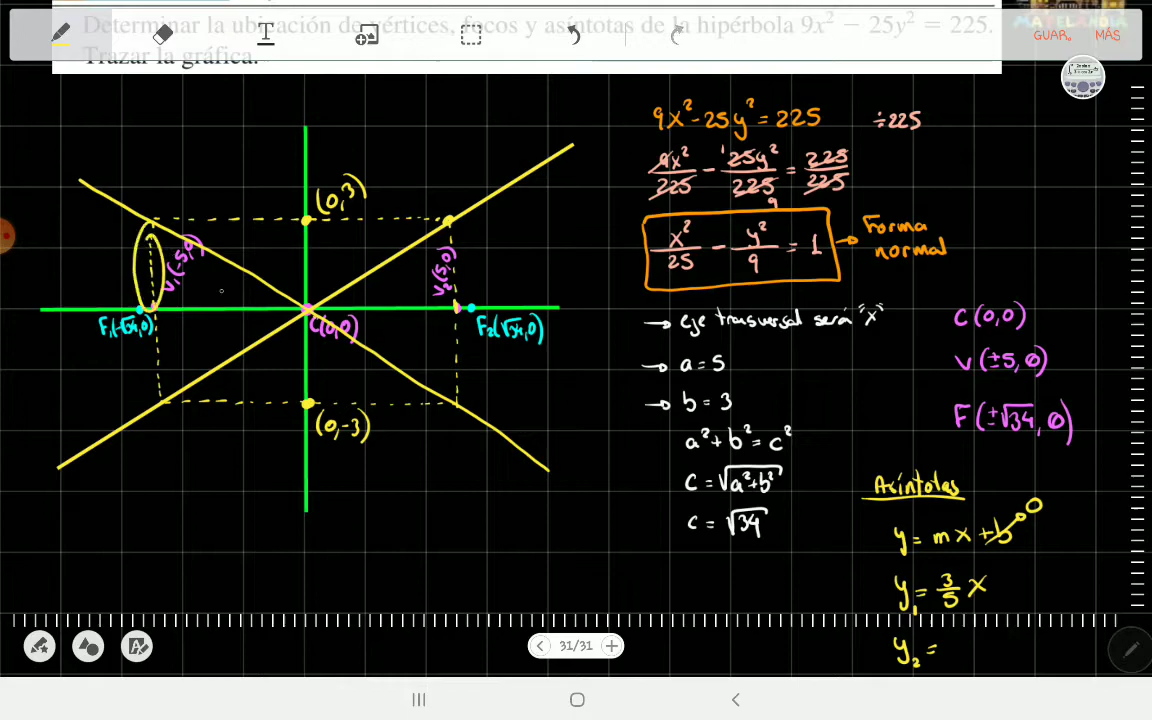 Determinar la ubicación de vértices, focos y asíntotas de la hipérbola 9x² − 25y² = 225.
Trazar la gráfica.
MATELANDIA
GUAR. MÁS
T
A
9x² - 25y² = 225 ÷225
9x²/225 - 25y²/225 = 225/225
1
9
x²/25 - y²/9 = 1 → Forma normal
→ eje trasversal será "x"
→ a = 5
→ b = 3
a² + b² = c²
c = √a²+b²
c = √34
C(0,0)
V(±5,0)
F(±√34,0)
Asíntotas
y = mx + b 0
y₁ = 3/5 x
y₂ =
(0,3)
V₁(-5,0)
V₂(5,0)
F₁(-√34,0)
C(0,0)
F₂(√34,0)
(0,-3)
31/31